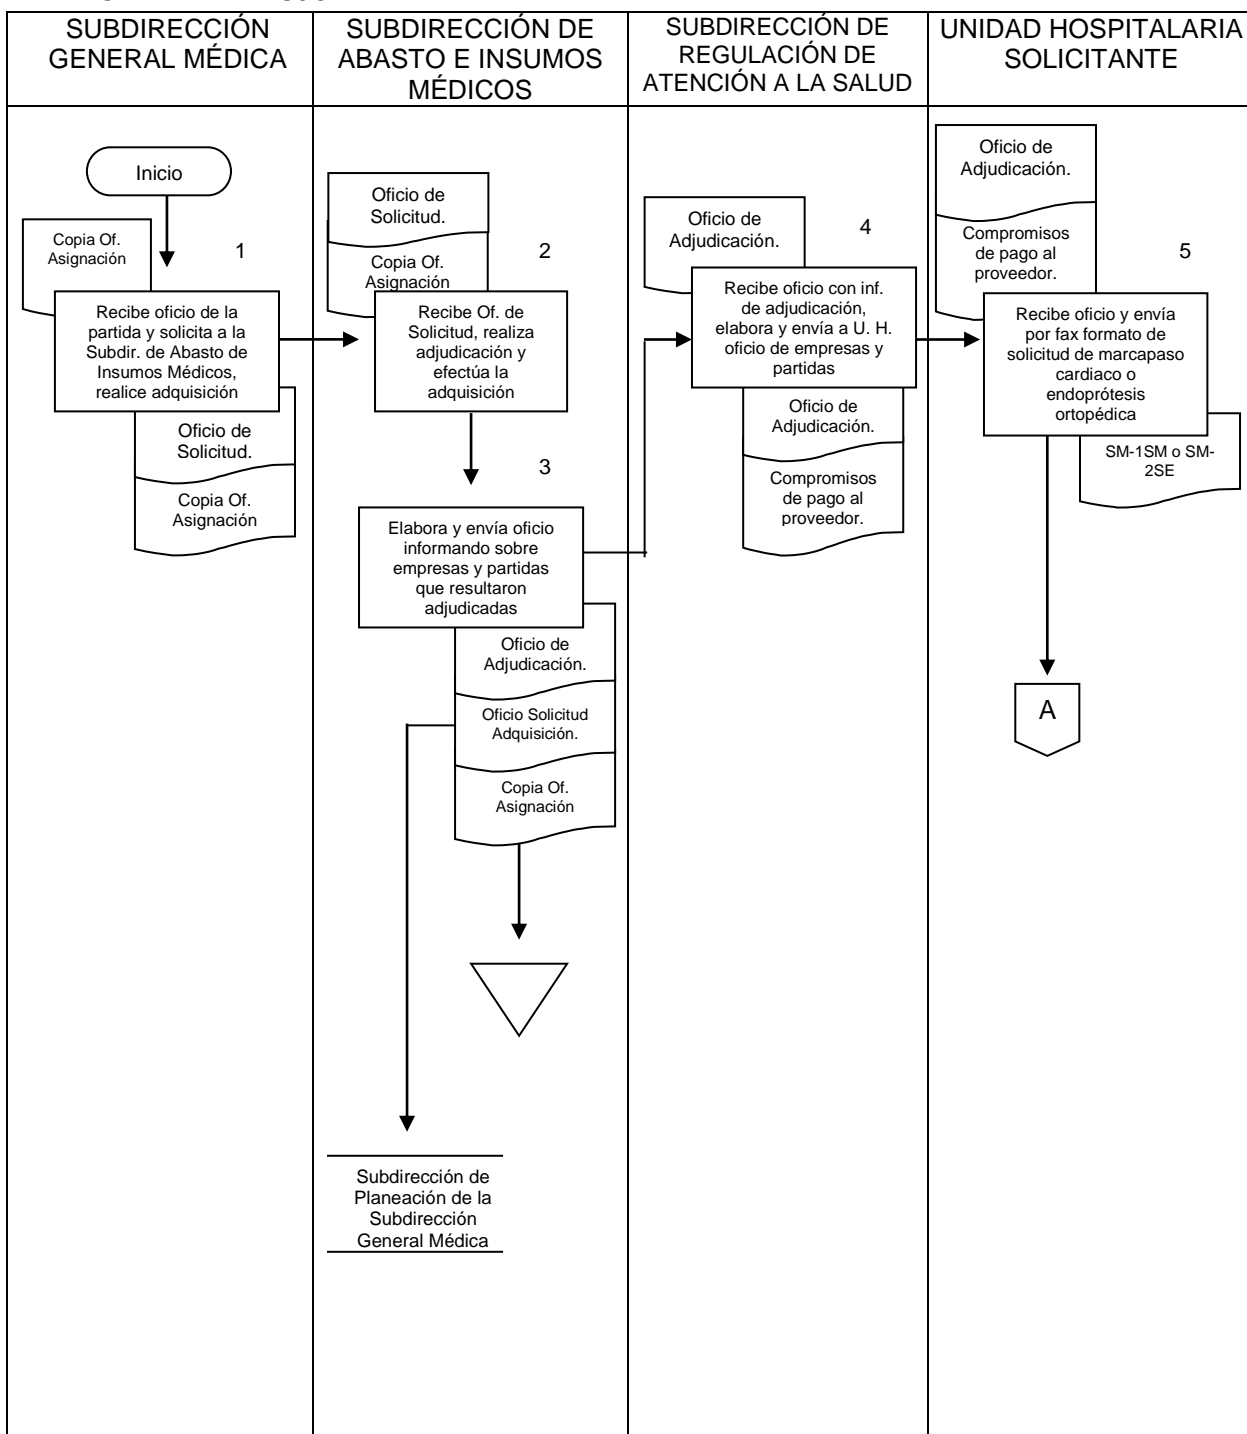 SUBDIRECCIÓN
GENERAL MÉDICA
SUBDIRECCIÓN DE
ABASTO E INSUMOS
MÉDICOS
SUBDIRECCIÓN DE
REGULACIÓN DE
ATENCIÓN A LA SALUD
UNIDAD HOSPITALARIA
SOLICITANTE
Inicio
Copia Of.
Asignación
1
Recibe oficio de la
partida y solicita a la
Subdir. de Abasto de
Insumos Médicos,
realice adquisición
Oficio de
Solicitud.
Copia Of.
Asignación
Oficio de
Solicitud.
Copia Of.
Asignación
2
Recibe Of. de
Solicitud, realiza
adjudicación y
efectúa la
adquisición
3
Elabora y envía oficio
informando sobre
empresas y partidas
que resultaron
adjudicadas
Oficio de
Adjudicación.
Oficio Solicitud
Adquisición.
Copia Of.
Asignación
Subdirección de
Planeación de la
Subdirección
General Médica
Oficio de
Adjudicación.
4
Recibe oficio con inf.
de adjudicación,
elabora y envía a U. H.
oficio de empresas y
partidas
Oficio de
Adjudicación.
Compromisos
de pago al
proveedor.
Oficio de
Adjudicación.
Compromisos
de pago al
proveedor.
5
Recibe oficio y envía
por fax formato de
solicitud de marcapaso
cardiaco o
endoprótesis
ortopédica
SM-1SM o SM-
2SE
A